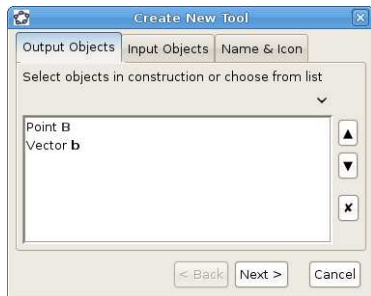 Create New Tool
Output Objects Input Objects Name & Icon
Select objects in construction or choose from list
Point B
Vector b
< Back Next > Cancel